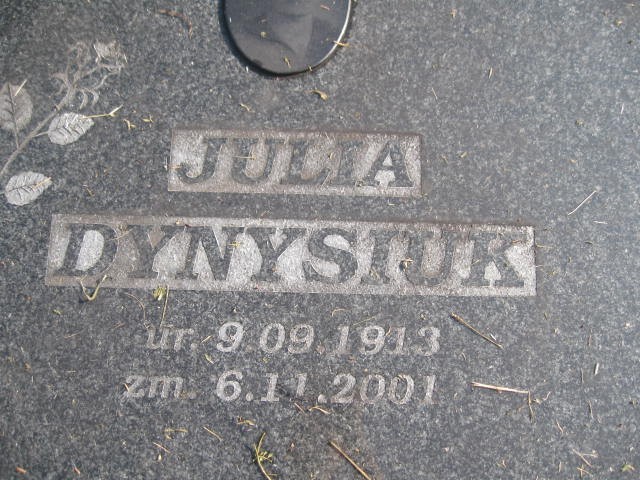 JULIA
DYNYSIUK
ur. 9.09.1913
zm. 6.11.2001